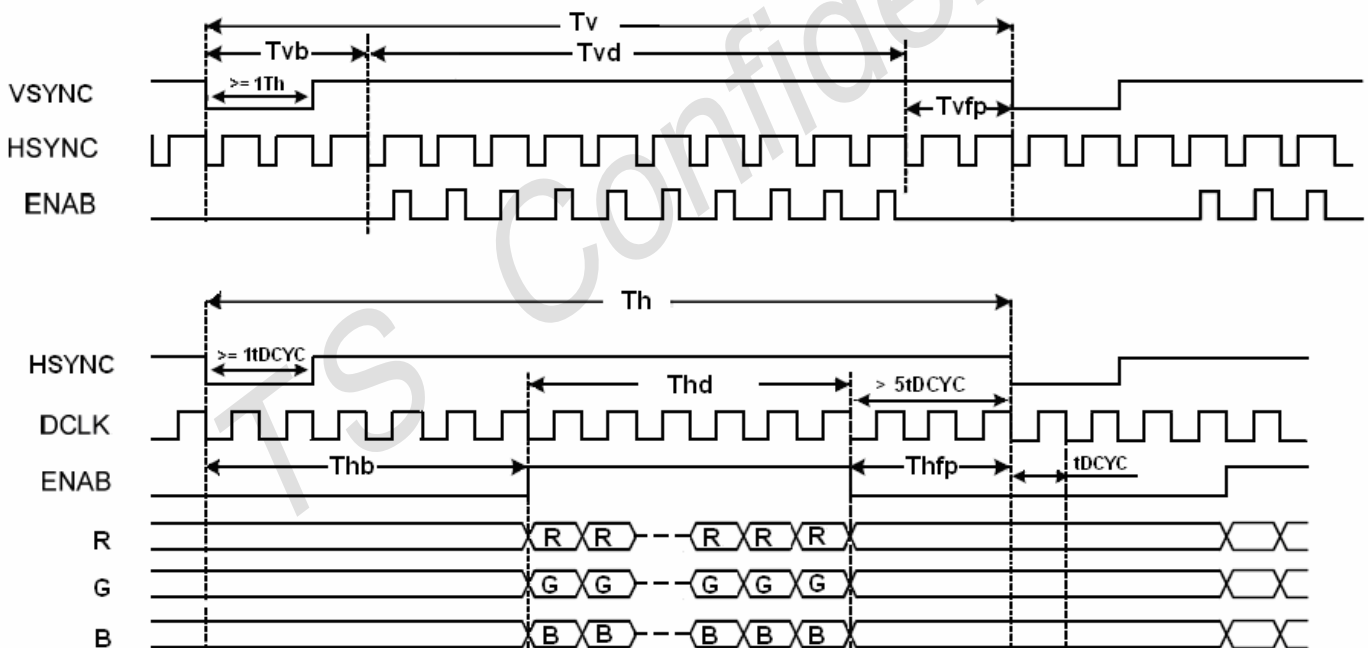 Tv
Tvb
Tvd
>= 1Th
VSYNC
Tvfp
HSYNC
ENAB
Th
HSYNC
>= 1tDCYC
Thd
> 5tDCYC
DCLK
Thb
Thfp
tDCYC
ENAB
R R R R R R
G G G G G G
B B B B B B
TS Confiden